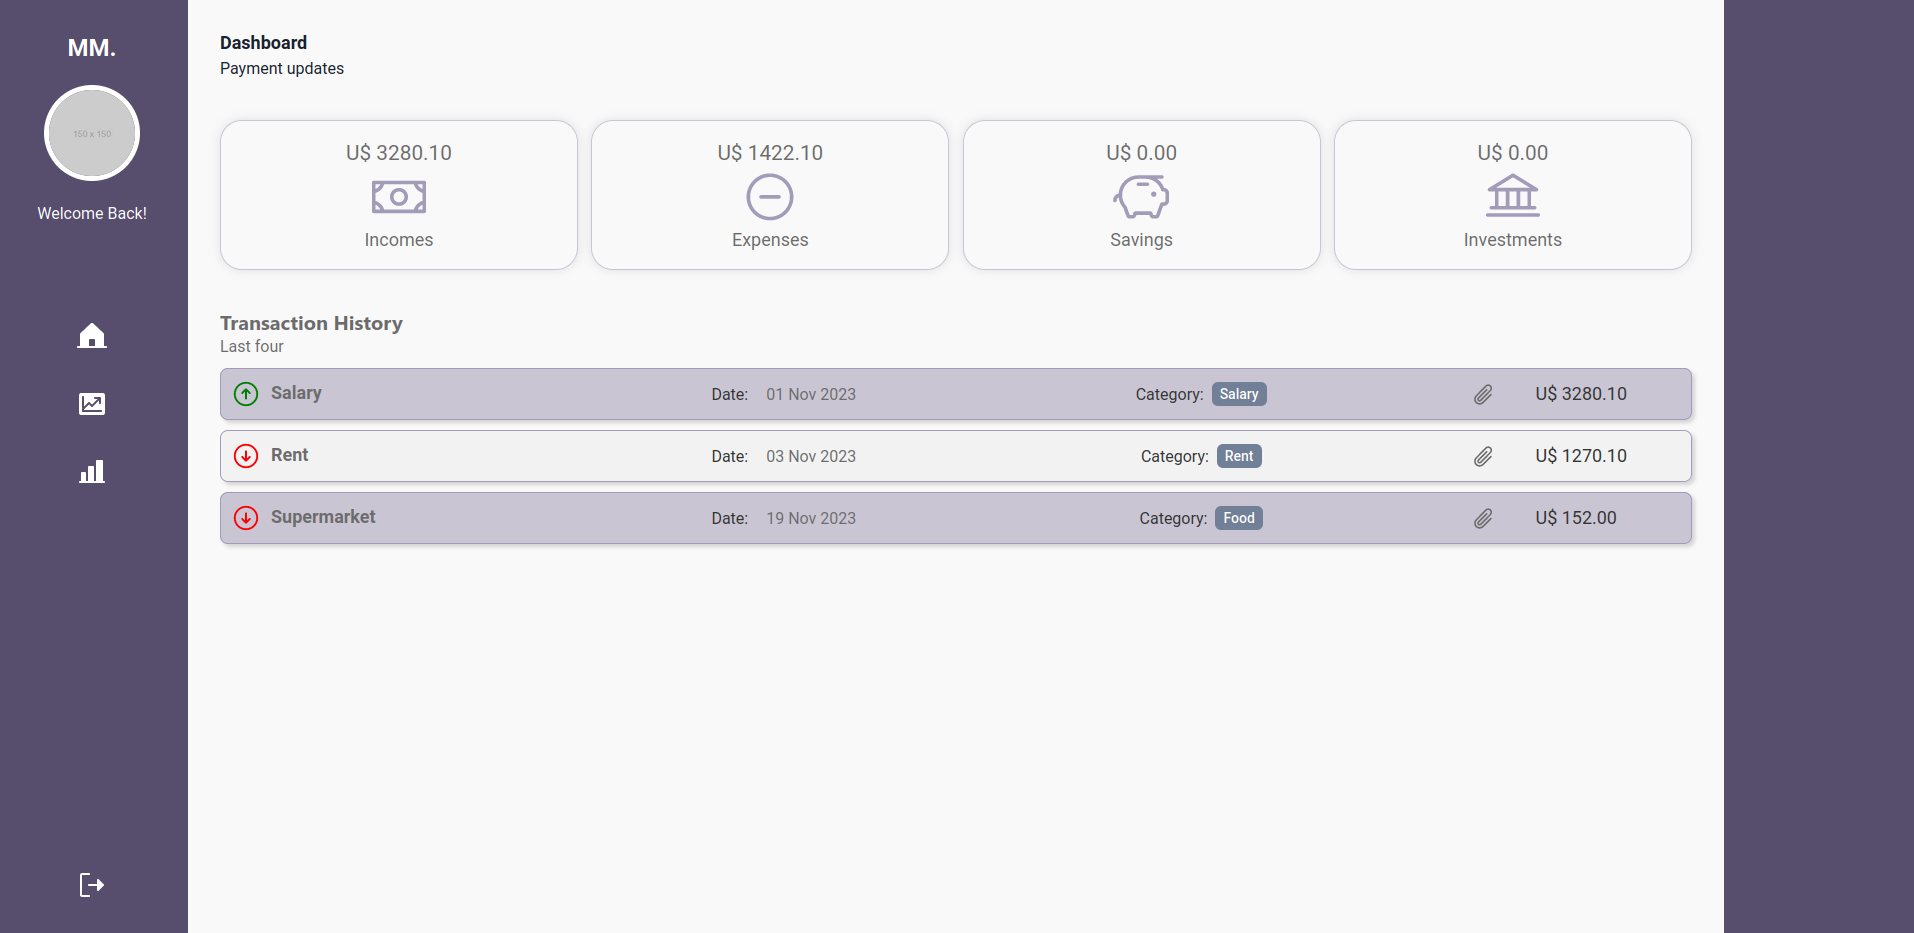 MM.
150 x 150
Welcome Back!
Dashboard
Payment updates
U$ 3280.10
Incomes
U$ 1422.10
Expenses
U$ 0.00
Savings
U$ 0.00
Investments
Transaction History
Last four
Salary Date: 01 Nov 2023 Category: Salary U$ 3280.10
Rent Date: 03 Nov 2023 Category: Rent U$ 1270.10
Supermarket Date: 19 Nov 2023 Category: Food U$ 152.00